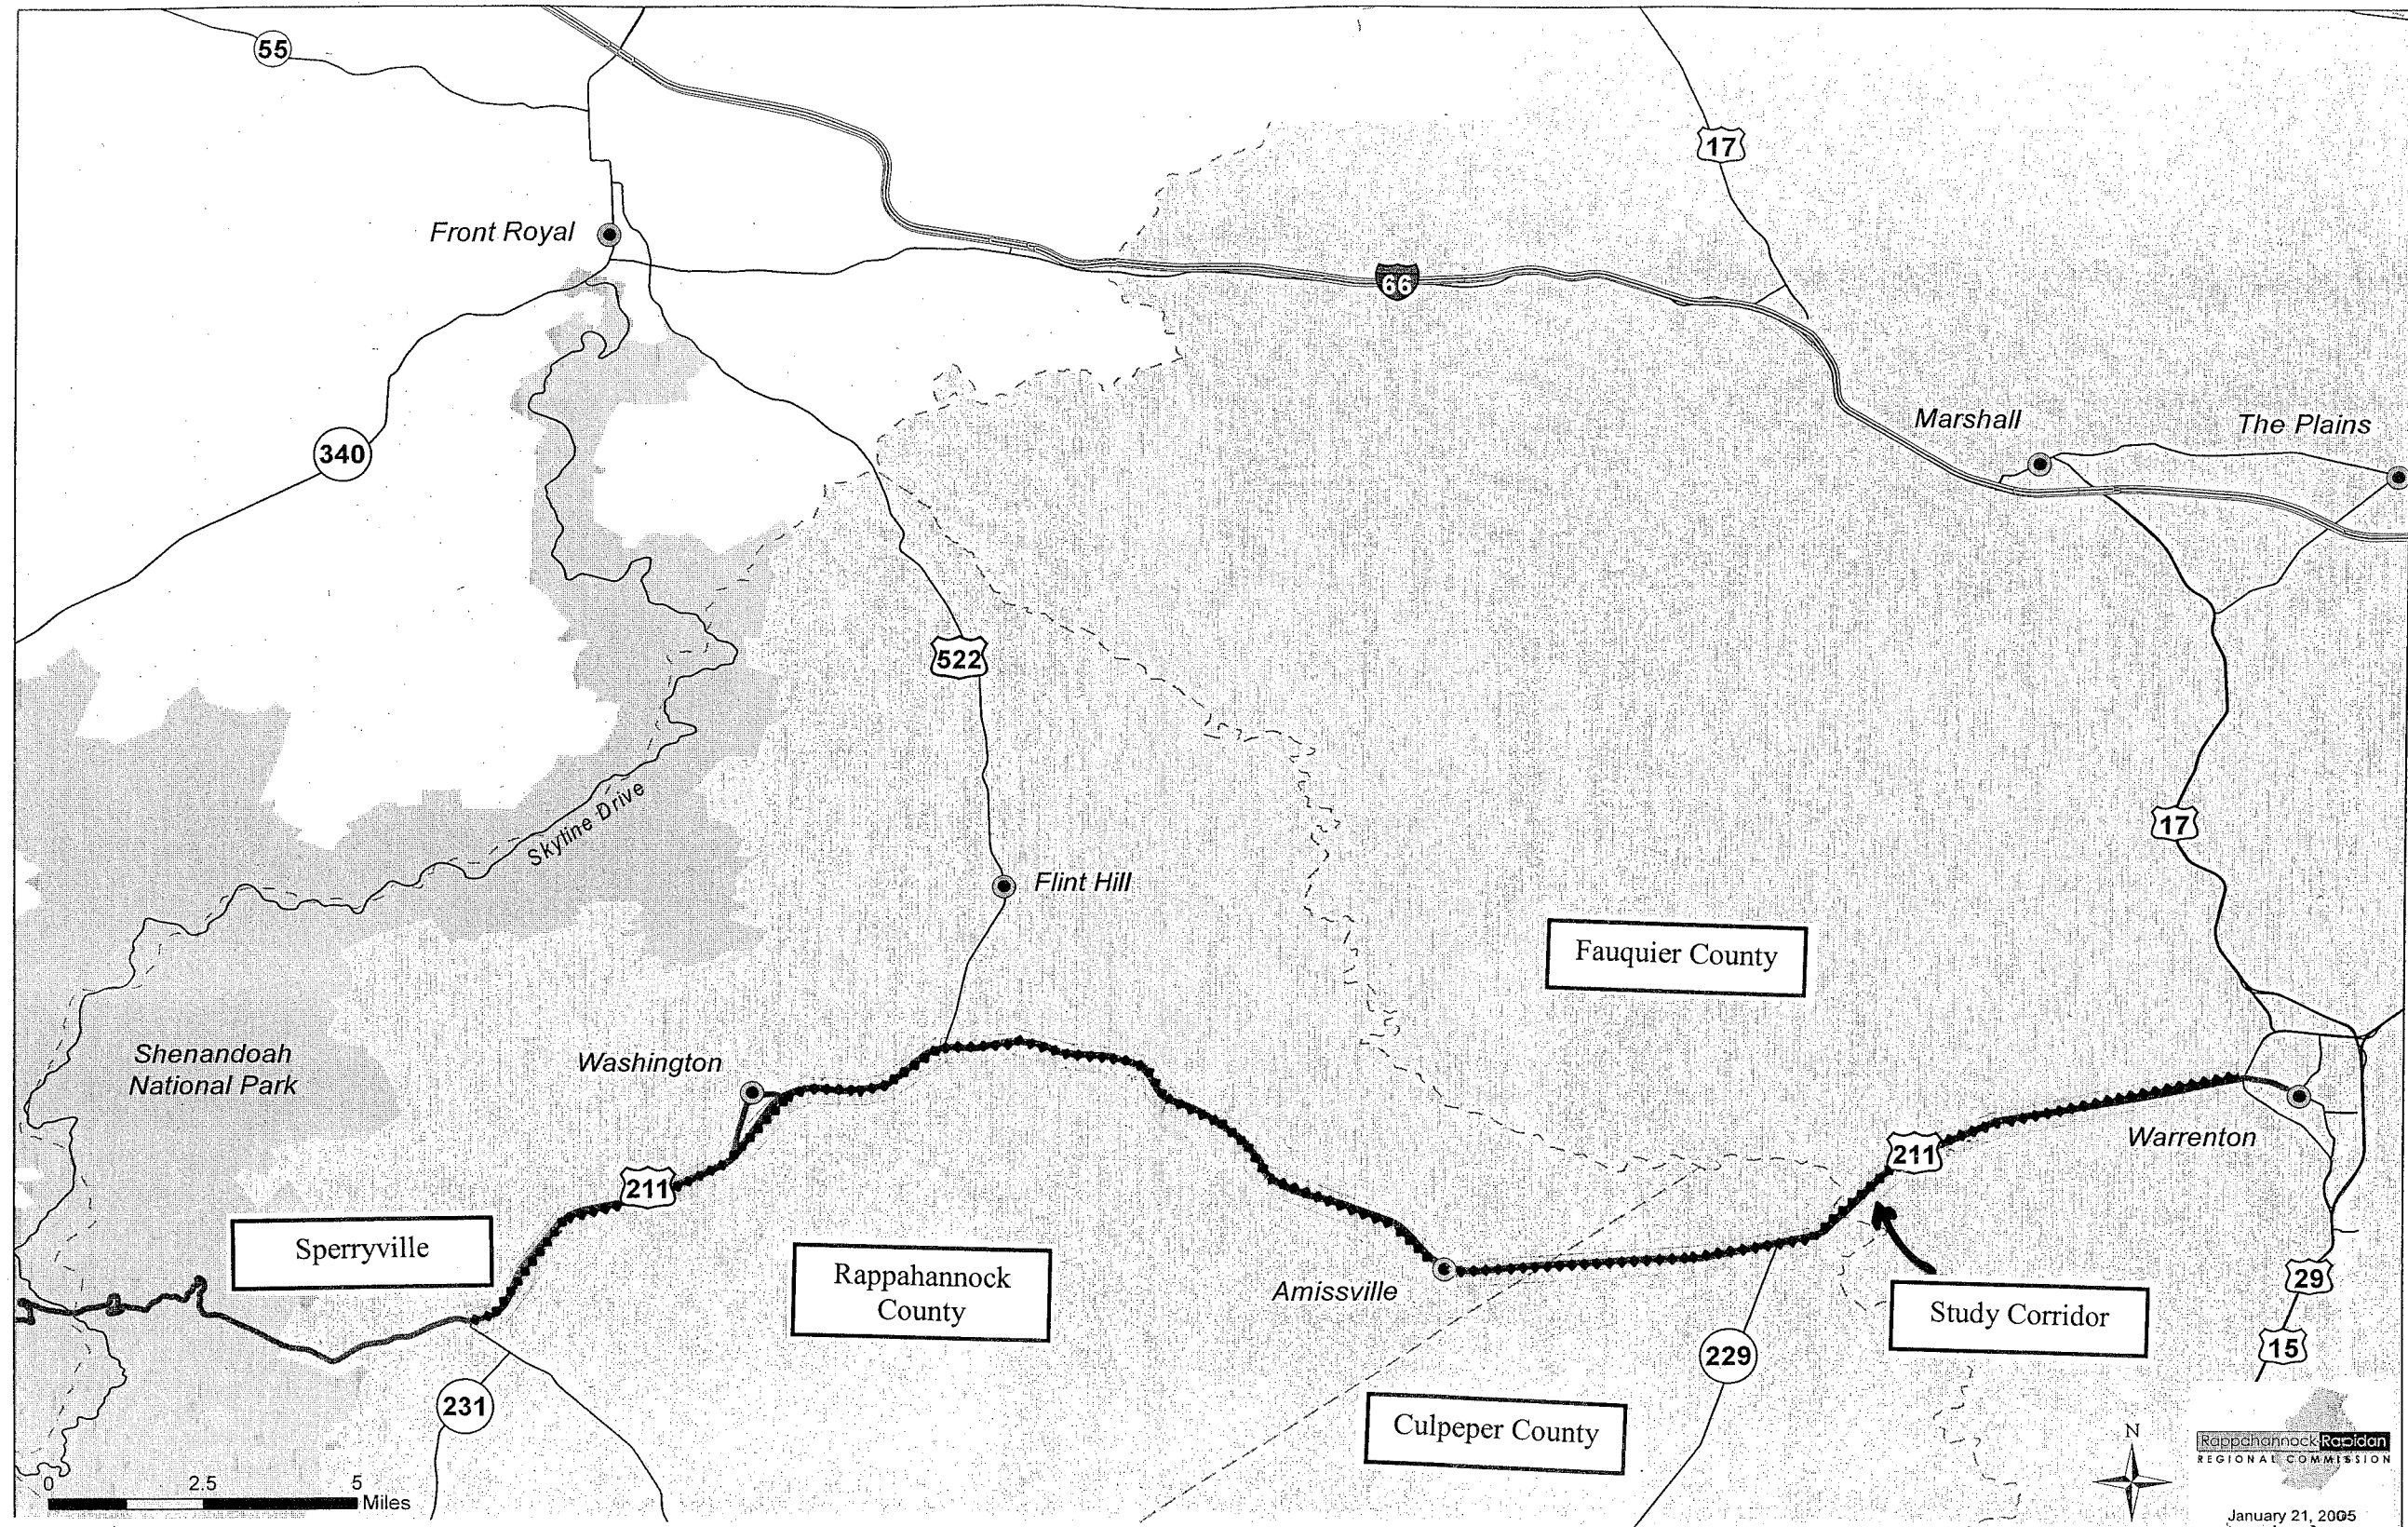 55
17
Front Royal
66
340
Marshall
The Plains
522
Skyline Drive
17
Flint Hill
Fauquier County
Shenandoah
National Park
Washington
211
211
Warrenton
Sperryville
Rappahannock
County
Amissville
Study Corridor
29
15
229
231
Culpeper County
N
Rappahannock-Rapidan
REGIONAL COMMISSION
0 2.5 5
Miles
January 21, 2005